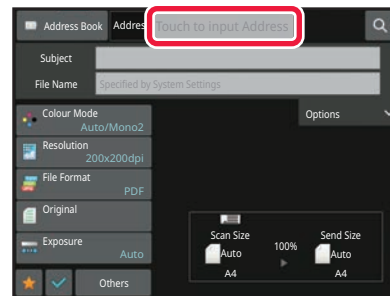 Address Book Addres Touch to input Address
Subject
File Name Specified by System Settings
Colour Mode
Auto/Mono2
Options
Resolution
200x200dpi
File Format
PDF
Original
Exposure
Auto
Scan Size
Send Size
Auto
100%
Auto
A4
A4
Others